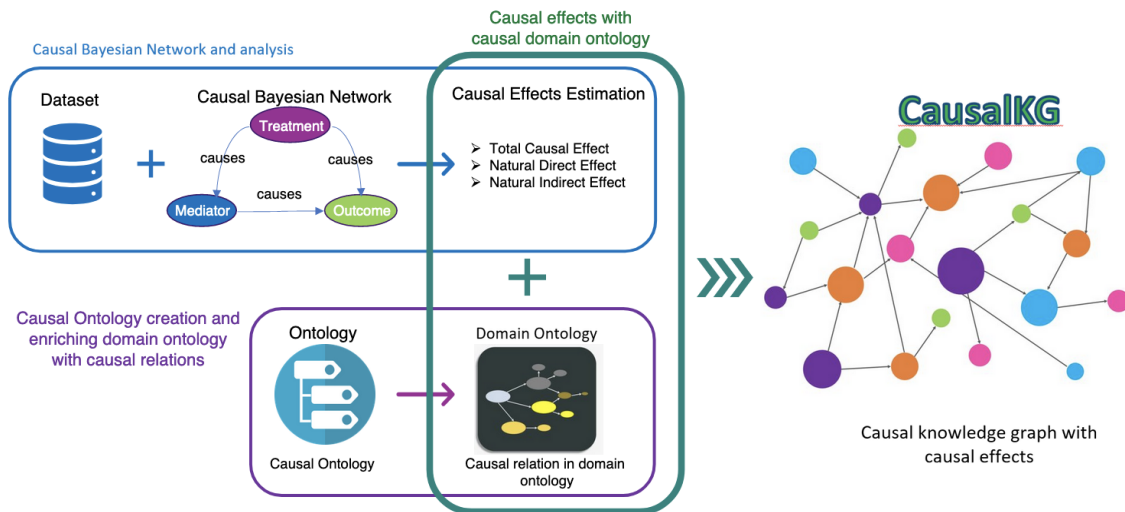 Causal effects with
causal domain ontology
Causal Bayesian Network and analysis
Dataset
Causal Bayesian Network
Treatment
causes
causes
Mediator
causes
Outcome
Causal Effects Estimation
➢ Total Causal Effect
➢ Natural Direct Effect
➢ Natural Indirect Effect
Causal Ontology creation and
enriching domain ontology
with causal relations
Ontology
Causal Ontology
Domain Ontology
Causal relation in domain
ontology
CausalKG
Causal knowledge graph with
causal effects